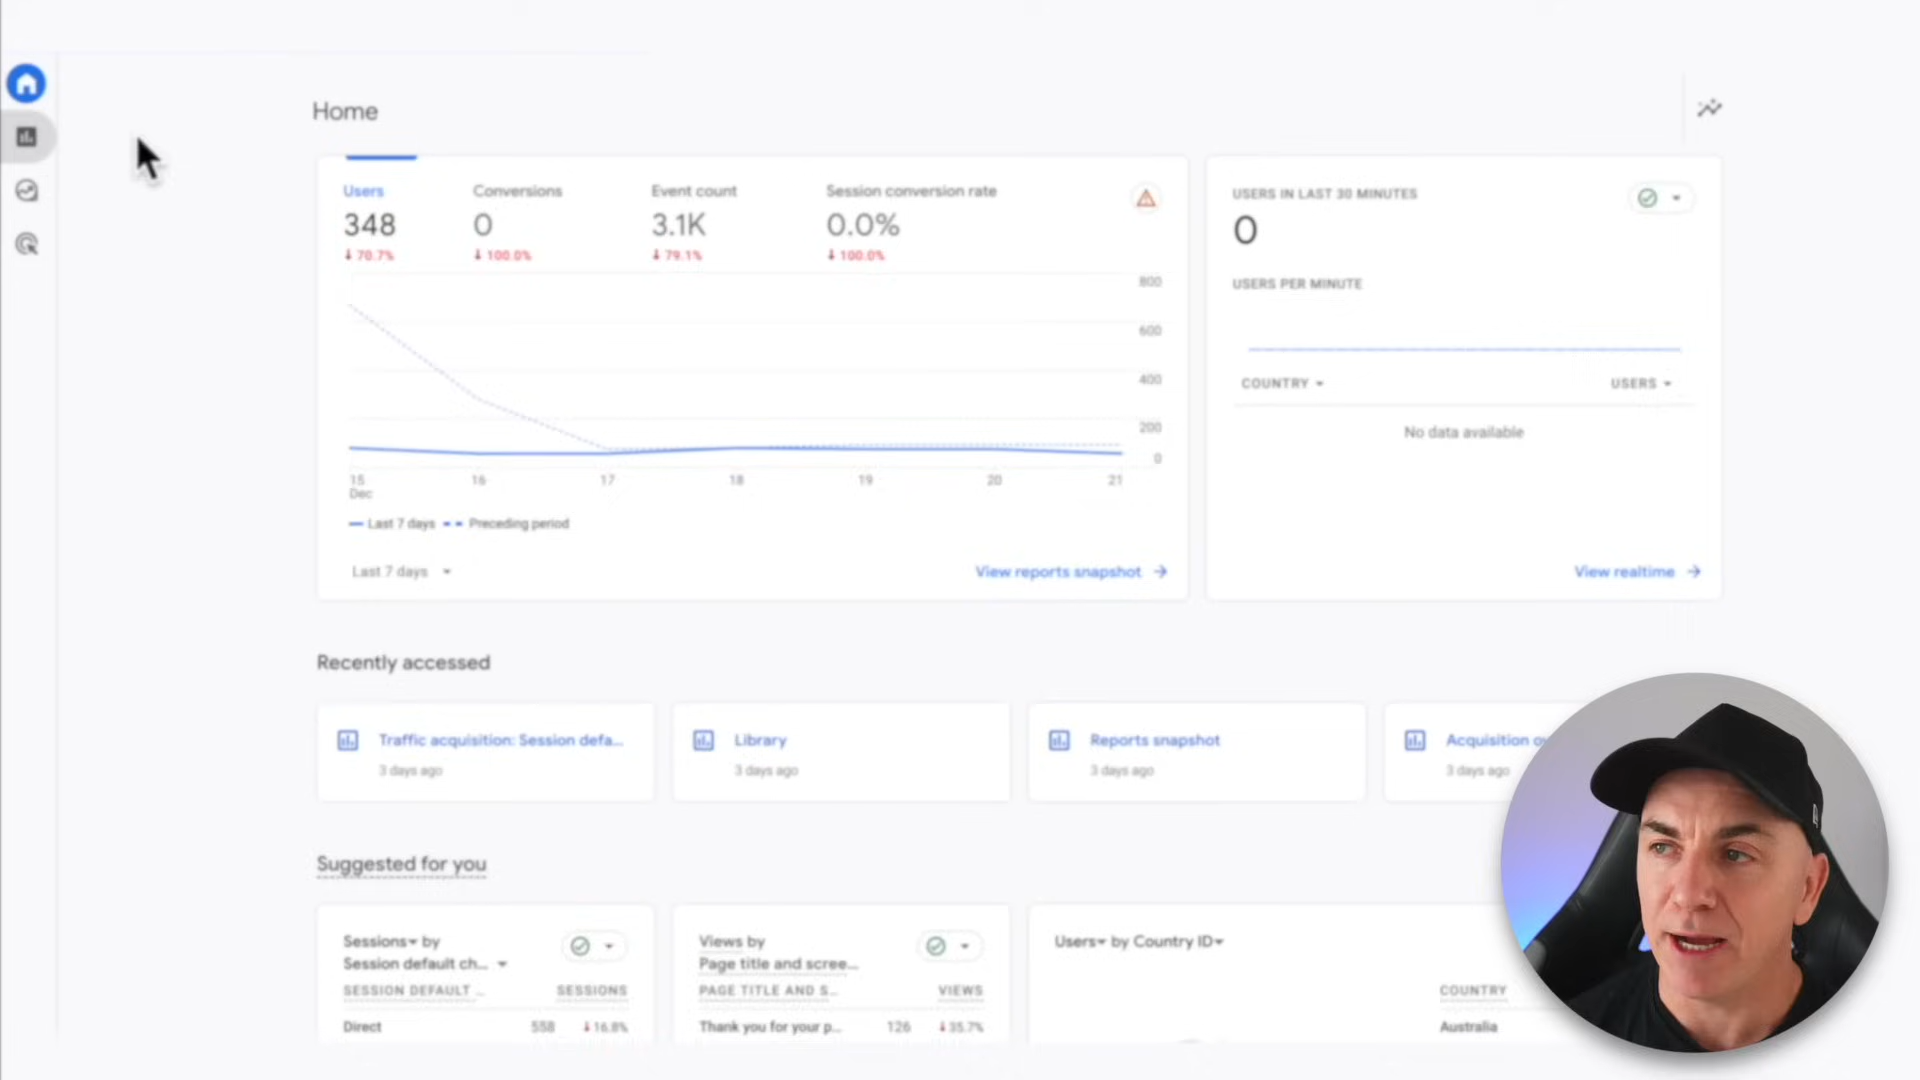 Home
Users
348
70.7%
Conversions
0
100.0%
Event count
3.1K
79.1%
Session conversion rate
0.0%
100.0%
800
600
400
200
0
15
Dec
16
17
18
19
20
21
Last 7 days
Preceding period
Last 7 days
View reports snapshot
USERS IN LAST 30 MINUTES
0
USERS PER MINUTE
COUNTRY
USERS
No data available
View realtime
Recently accessed
Traffic acquisition: Session defa...
3 days ago
Library
3 days ago
Reports snapshot
3 days ago
Acquisition
3 days ago
Suggested for you
Sessions by
Session default ch...
SESSION DEFAULT ...
SESSIONS
Direct
558
16.8%
Views by
Page title and scree...
PAGE TITLE AND S...
VIEWS
Thank you for your p...
126
35.7%
Users by Country ID
COUNTRY
Australia